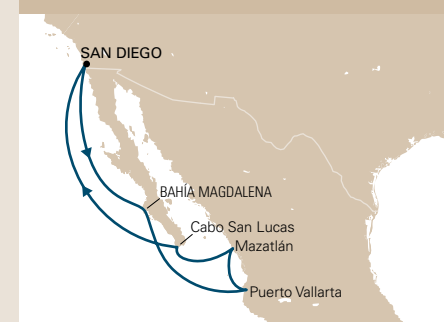 SAN DIEGO
BAHÍA MAGDALENA
Cabo San Lucas
Mazatlán
Puerto Vallarta